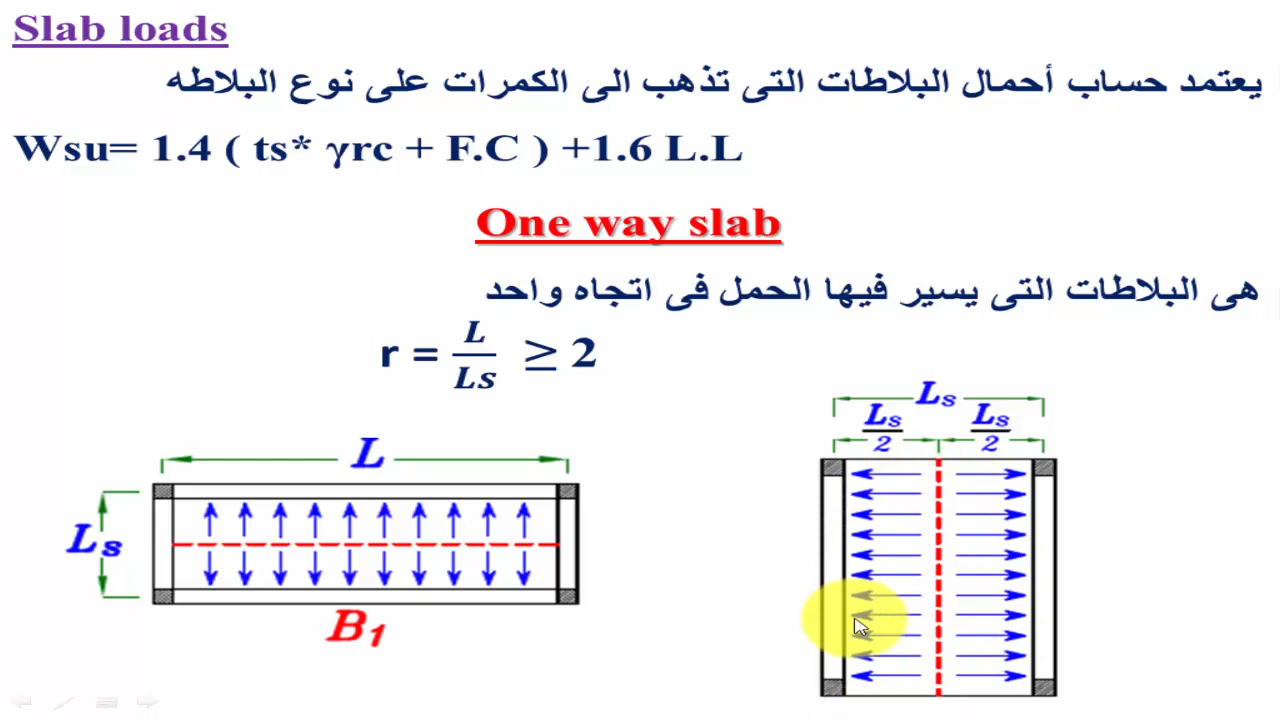 Slab loads
يعتمد حساب أحمال البلاطات التى تذهب الى الكمرات على نوع البلاطه
Wsu= 1.4 ( ts* γrc + F.C ) +1.6 L.L
One way slab
هى البلاطات التى يسير فيها الحمل فى اتجاه واحد
r = L/Ls ≥ 2
Ls
Ls/2 Ls/2
L
Ls
B1